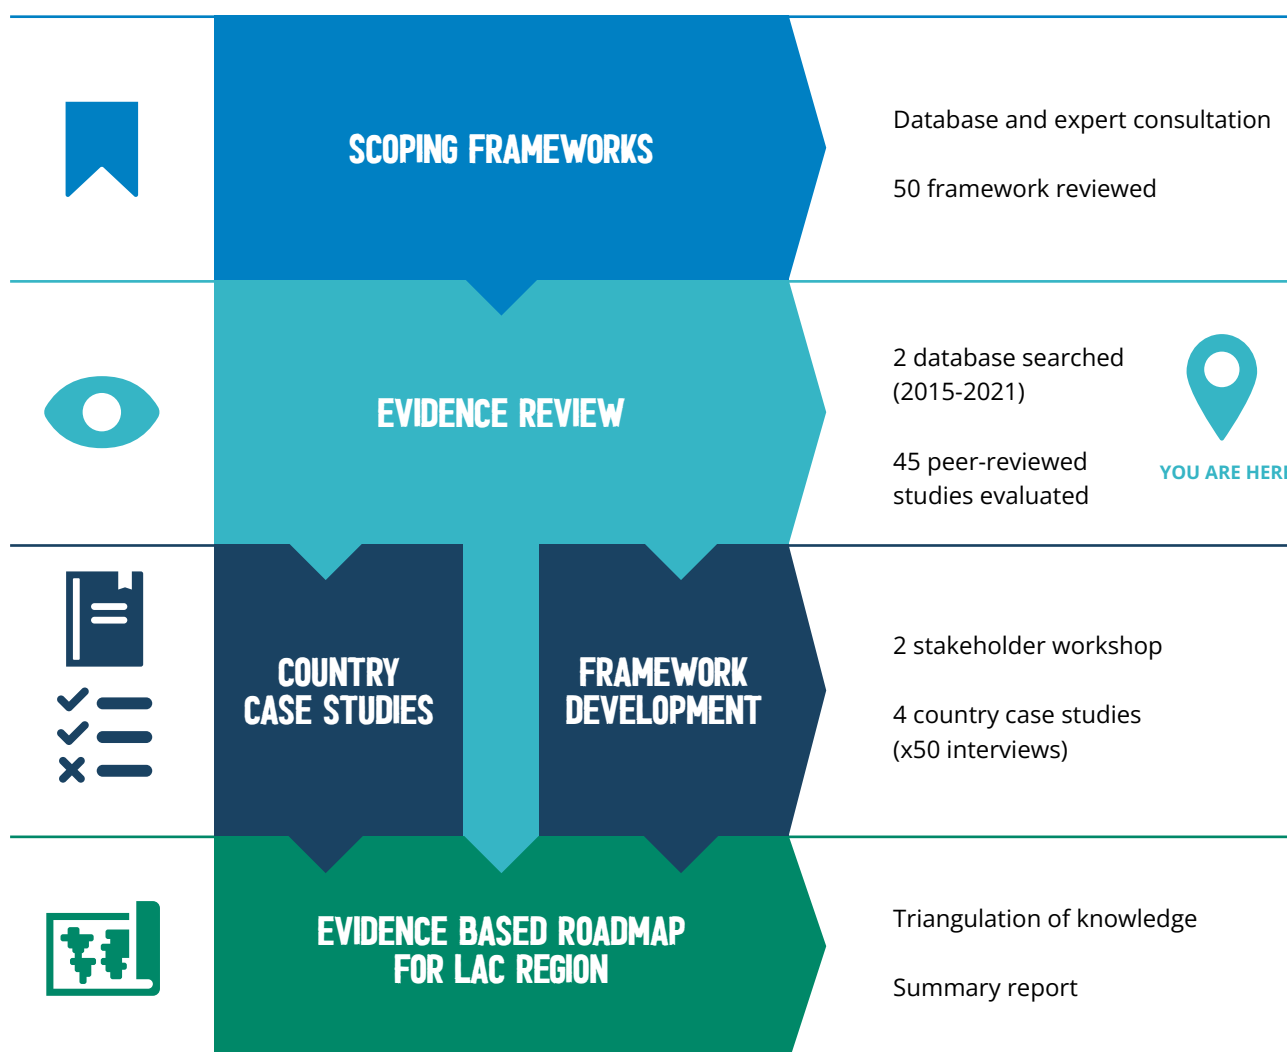 SCOPING FRAMEWORKS
Database and expert consultation
50 framework reviewed
EVIDENCE REVIEW
2 database searched
(2015-2021)
45 peer-reviewed
studies evaluated
YOU ARE HERE
COUNTRY
CASE STUDIES
FRAMEWORK
DEVELOPMENT
2 stakeholder workshop
4 country case studies
(x50 interviews)
EVIDENCE BASED ROADMAP
FOR LAC REGION
Triangulation of knowledge
Summary report